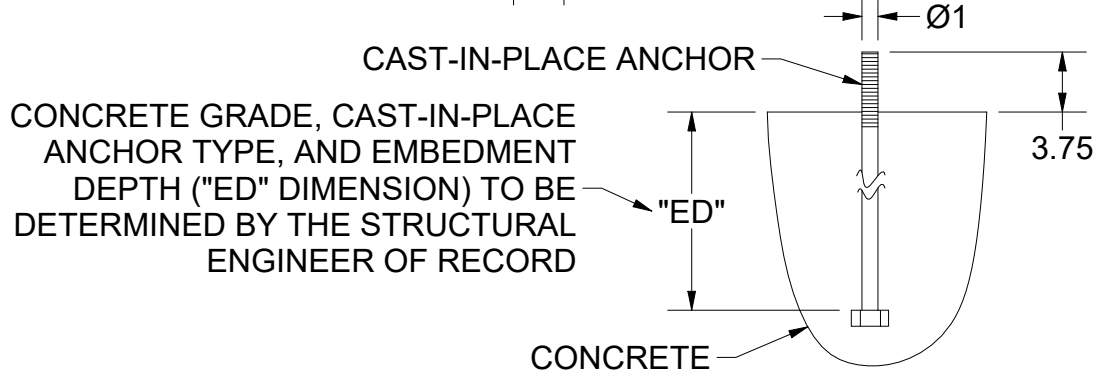 Ø1
CAST-IN-PLACE ANCHOR
CONCRETE GRADE, CAST-IN-PLACE
ANCHOR TYPE, AND EMBEDMENT
DEPTH ("ED" DIMENSION) TO BE
DETERMINED BY THE STRUCTURAL
ENGINEER OF RECORD
"ED"
3.75
CONCRETE